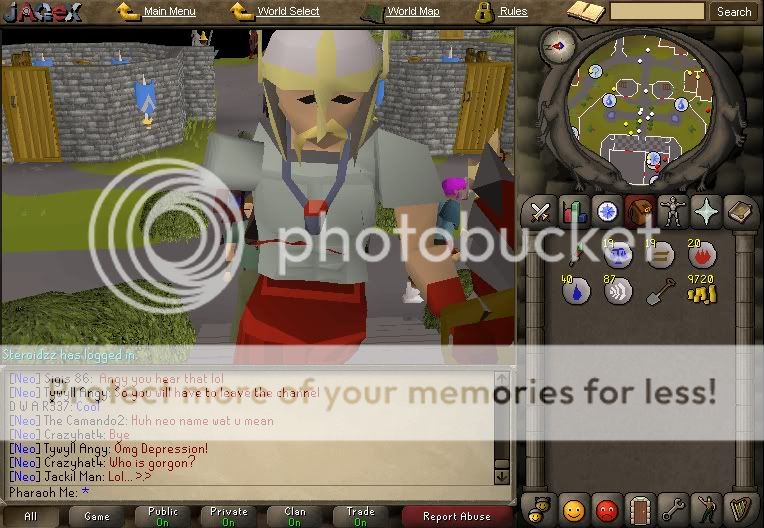 JAGeX Main Menu World Select World Map Rules Search
photobucket
19 19 20
40 87 9720
Steroidzz has logged in.
[Neo] Sigis 86: Angy you hear that lol
[Neo] Tywyll Angy: So you will have to leave the channel
D W A R337: Cool
[Neo] The Camando2: Huh neo name wat u mean
[Neo] Crazyhat4: Bye
[Neo] Tywyll Angy: Omg Depression!
[Neo] Crazyhat4: Who is gorgon?
[Neo] Jackil Man: Lol... >.>
Pharaoh Me: *
Protect more of your memories for less!
All Game Public On Private On Clan On Trade On Report Abuse